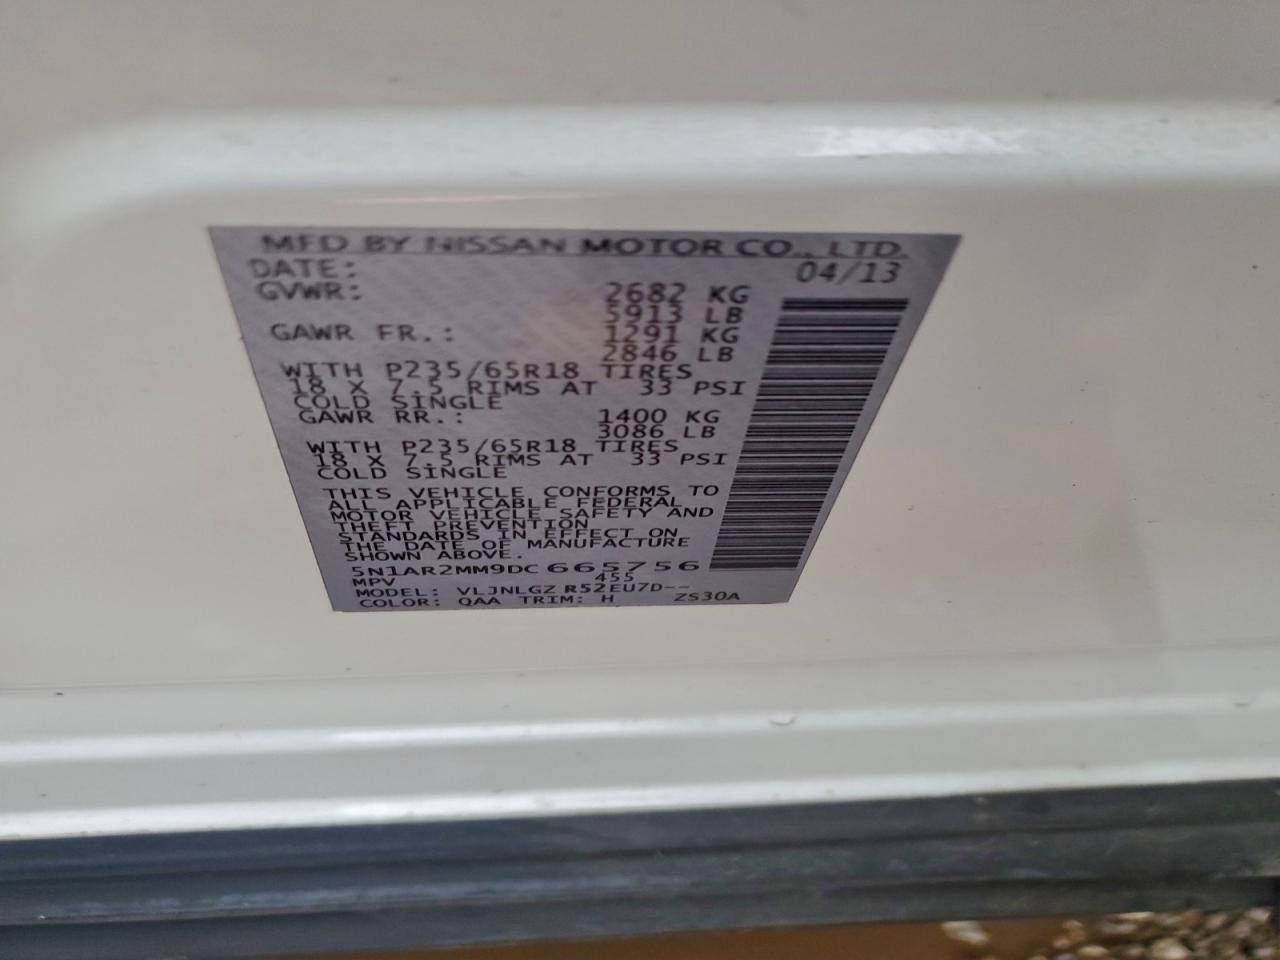 MFD BY NISSAN MOTOR CO., LTD.
DATE: 04/13
GVWR: 2682 KG
5913 LB
GAWR FR.: 1291 KG
2846 LB
WITH P235/65R18 TIRES
18 X 7.5 RIMS AT 33 PSI
COLD SINGLE
GAWR RR.: 1400 KG
3086 LB
WITH P235/65R18 TIRES
18 X 7.5 RIMS AT 33 PSI
COLD SINGLE
THIS VEHICLE CONFORMS TO
ALL APPLICABLE FEDERAL
MOTOR VEHICLE SAFETY AND
THEFT PREVENTION
STANDARDS IN EFFECT ON
THE DATE OF MANUFACTURE
SHOWN ABOVE.
5N1AR2MM9DC665756
MPV 455
MODEL: VLJNLGZ R52EU7D--
COLOR: QAA TRIM: H ZS30A